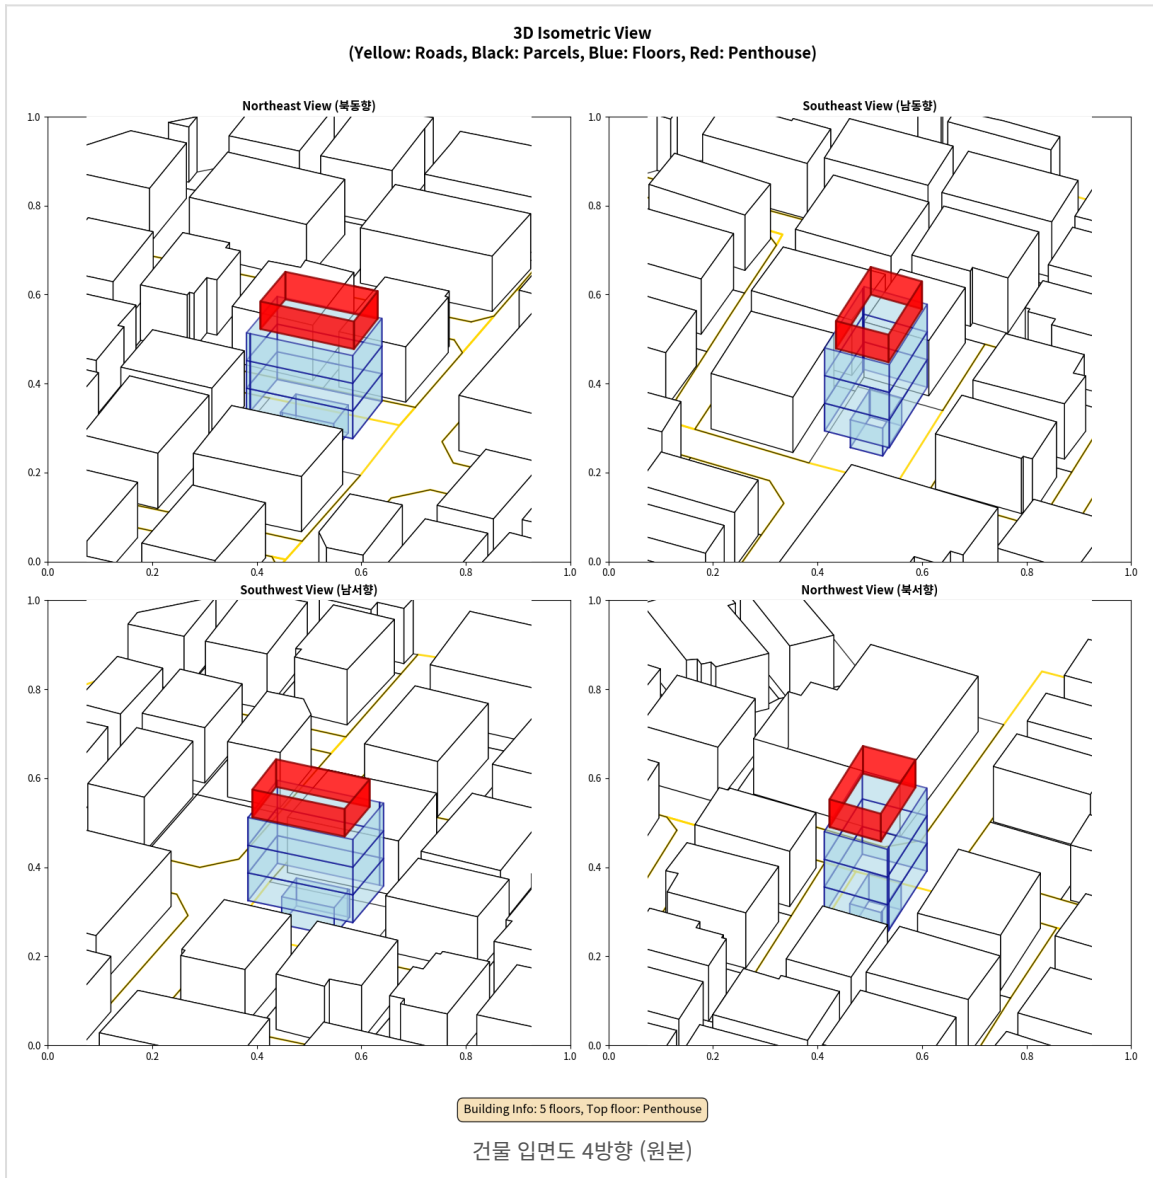 3D Isometric View
(Yellow: Roads, Black: Parcels, Blue: Floors, Red: Penthouse)
Northeast View (북동향)
1.0
0.8
0.6
0.4
0.2
0.0
0.0 0.2 0.4 0.6 0.8 1.0
Southeast View (남동향)
1.0
0.8
0.6
0.4
0.2
0.0
0.0 0.2 0.4 0.6 0.8 1.0
Southwest View (남서향)
1.0
0.8
0.6
0.4
0.2
0.0
0.0 0.2 0.4 0.6 0.8 1.0
Northwest View (북서향)
1.0
0.8
0.6
0.4
0.2
0.0
0.0 0.2 0.4 0.6 0.8 1.0
Building Info: 5 floors, Top floor: Penthouse
건물 입면도 4방향 (원본)